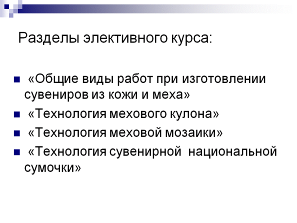 Разделы элективного курса:
«Общие виды работ при изготовлении
сувениров из кожи и меха»
«Технология мехового кулона»
«Технология меховой мозаики»
«Технология сувенирной национальной
сумочки»